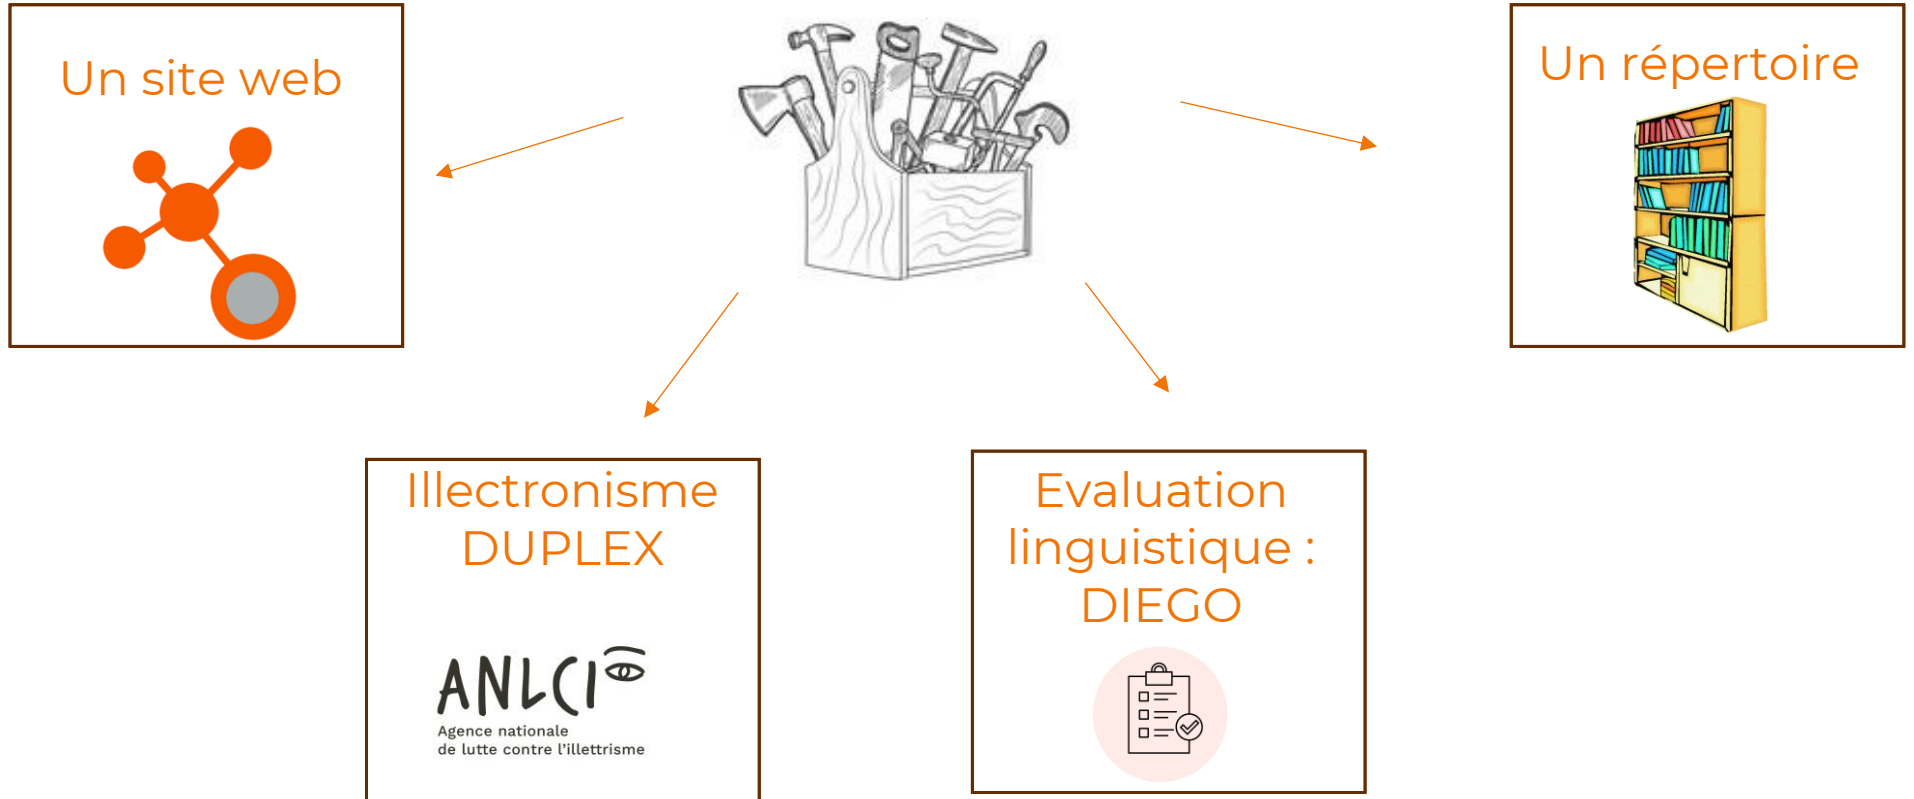 Un site web
Un répertoire
Illectronisme
DUPLEX
ANLCI
Agence nationale
de lutte contre l'illettrisme
Evaluation
linguistique :
DIEGO